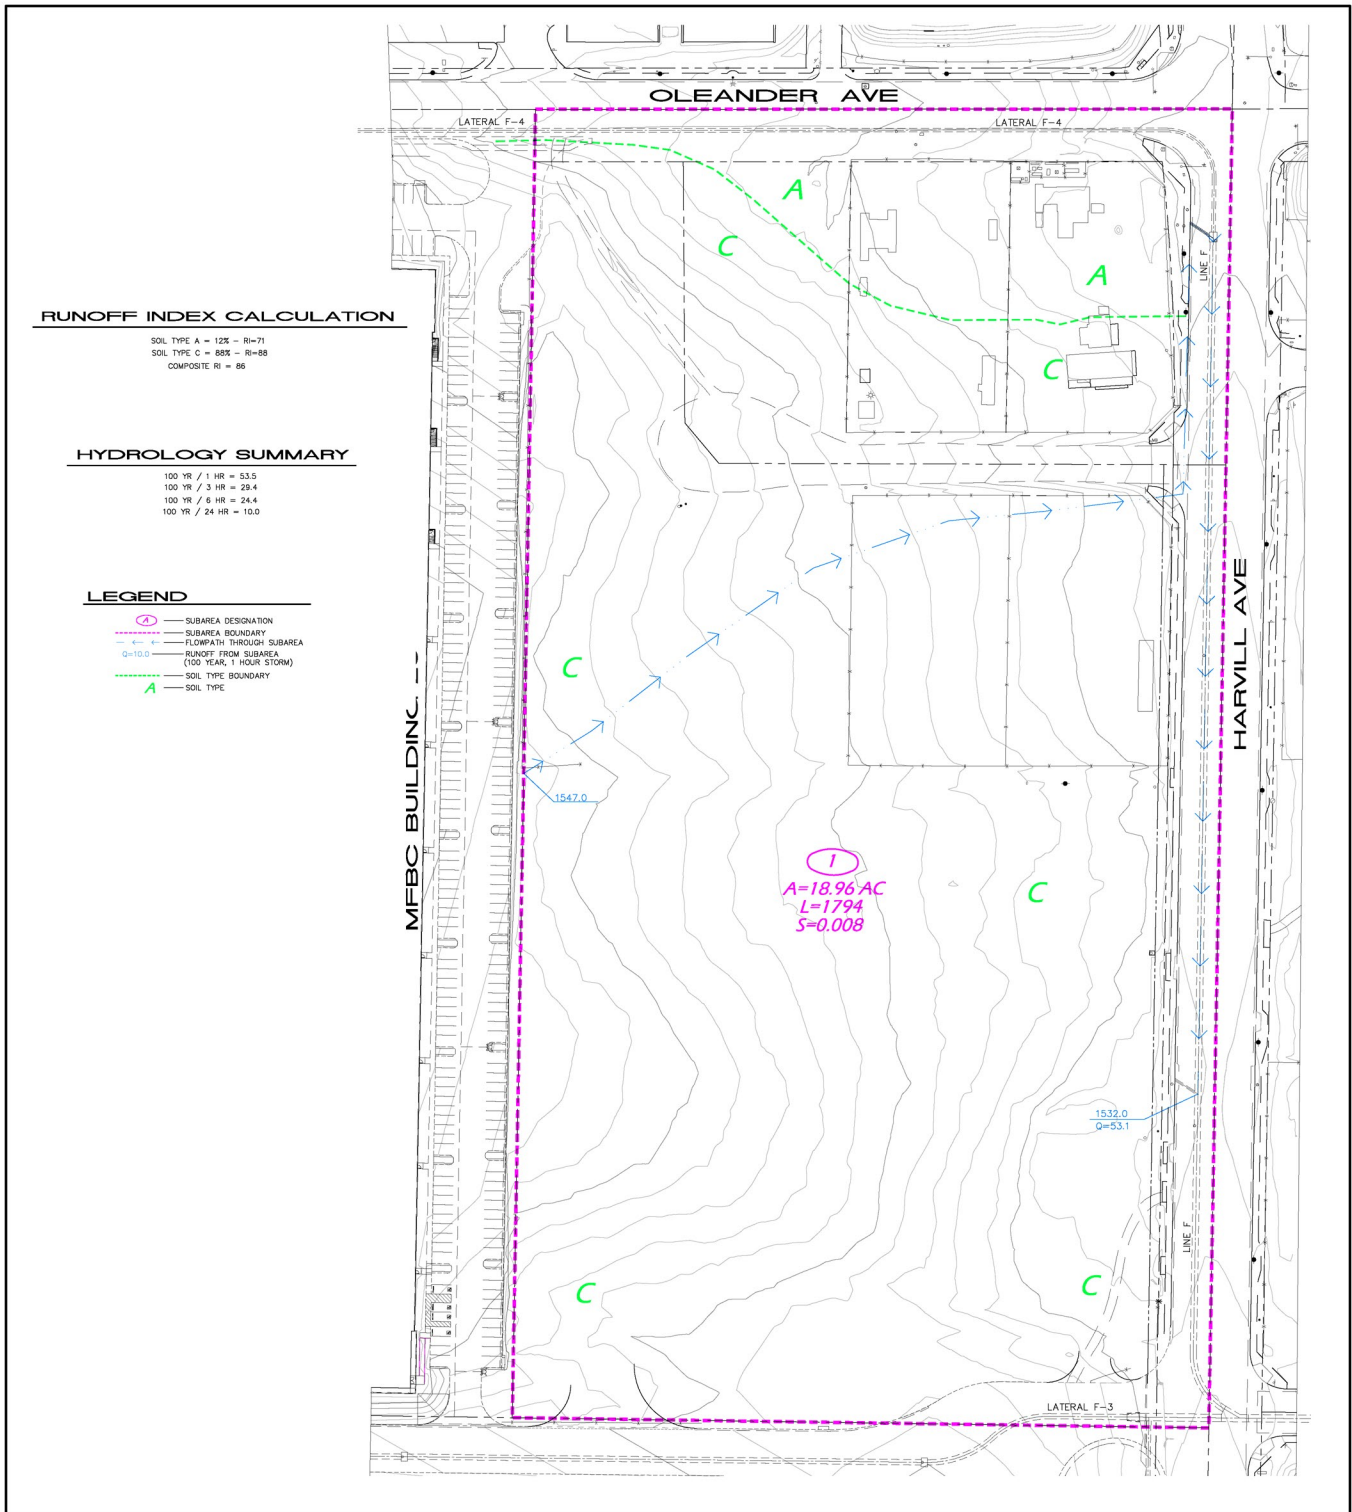 OLEANDER AVE
LATERAL F-4
LATERAL F-4
A
C
A
LINE F
RUNOFF INDEX CALCULATION
SOIL TYPE A = 12% - RI=71
SOIL TYPE C = 88% - RI=88
COMPOSITE RI = 86
C
HYDROLOGY SUMMARY
100 YR / 1 HR = 53.5
100 YR / 3 HR = 29.4
100 YR / 6 HR = 24.4
100 YR / 24 HR = 10.0
LEGEND
A SUBAREA DESIGNATION
SUBAREA BOUNDARY
FLOWPATH THROUGH SUBAREA
Q=10.0 RUNOFF FROM SUBAREA
(100 YEAR, 1 HOUR STORM)
SOIL TYPE BOUNDARY
A SOIL TYPE
C
HARVILL AVE
MFBC BUILDING
1547.0
1
A=18.96 AC
L=1794
S=0.008
C
1532.0
Q=53.1
LINE F
C
C
LATERAL F-3